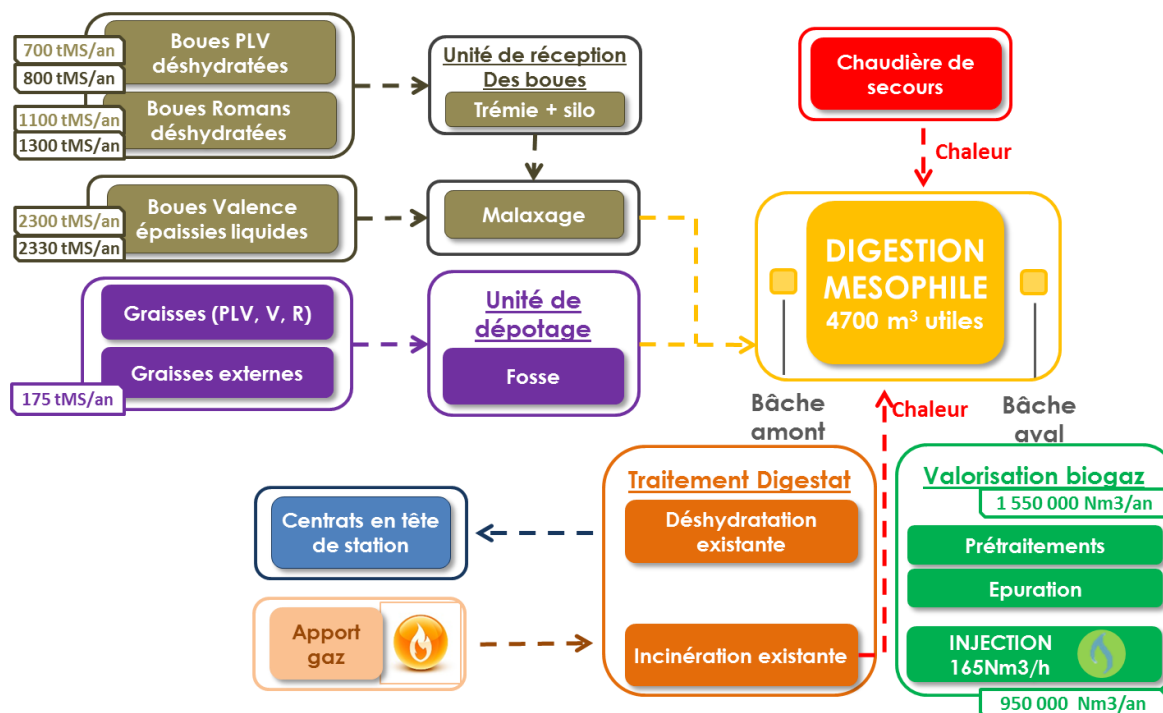 700 tMS/an
800 tMS/an
Boues PLV
déshydratées
1100 tMS/an
1300 tMS/an
Boues Romans
déshydratées
Unité de réception
Des boues
Trémie + silo
Chaudière de
secours
Chaleur
2300 tMS/an
2330 tMS/an
Boues Valence
épaissies liquides
Malaxage
DIGESTION
MESOPHILE
4700 m³ utiles
Graisses (PLV, V, R)
Graisses externes
175 tMS/an
Unité de
dépotage
Fosse
Bâche
amont
Chaleur
Bâche
aval
Centrats en tête
de station
Traitement Digestat
Déshydratation
existante
Valorisation biogaz
1 550 000 Nm3/an
Prétraitements
Epuration
Apport
gaz
Incinération existante
INJECTION
165Nm3/h
950 000 Nm3/an